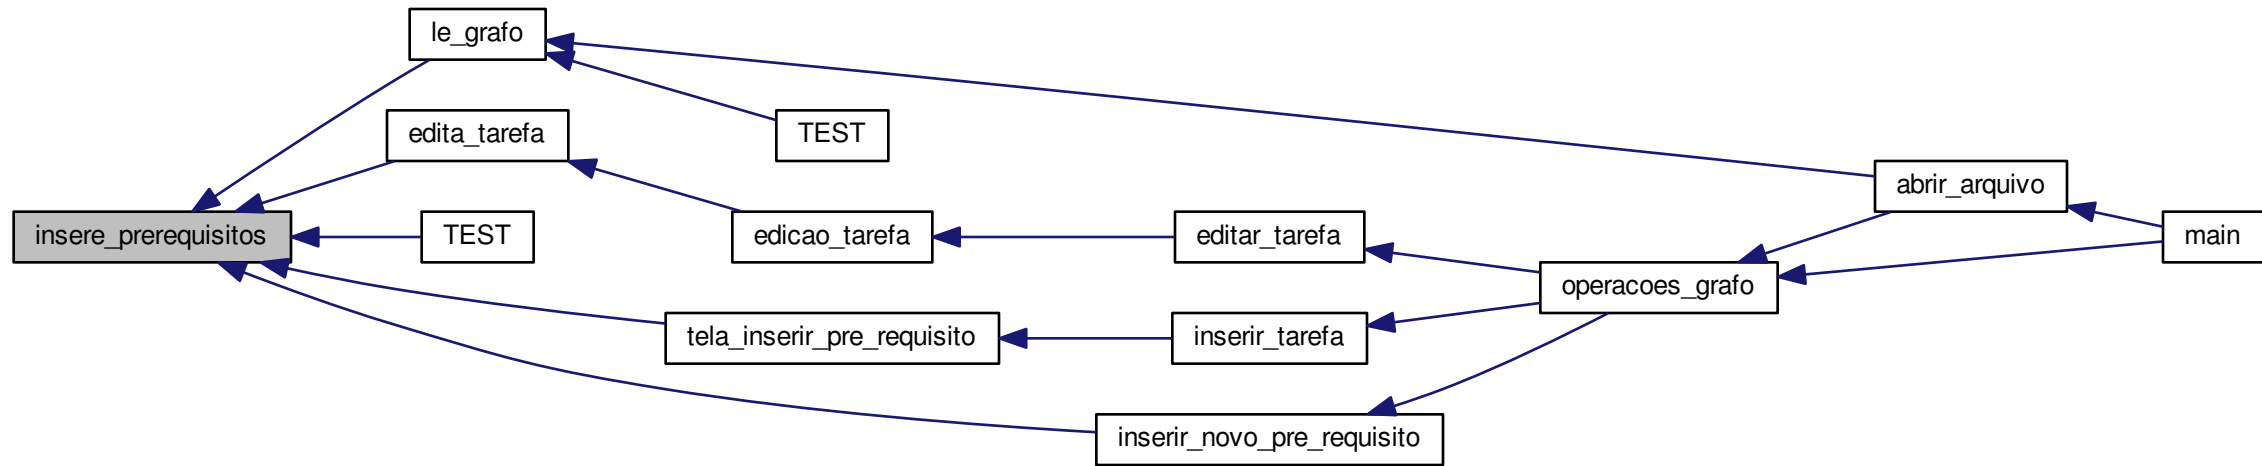 le_grafo
edita_tarefa
TEST
abrir_arquivo
insere_prerequisitos
TEST
edicao_tarefa
editar_tarefa
main
operacoes_grafo
tela_inserir_pre_requisito
inserir_tarefa
inserir_novo_pre_requisito